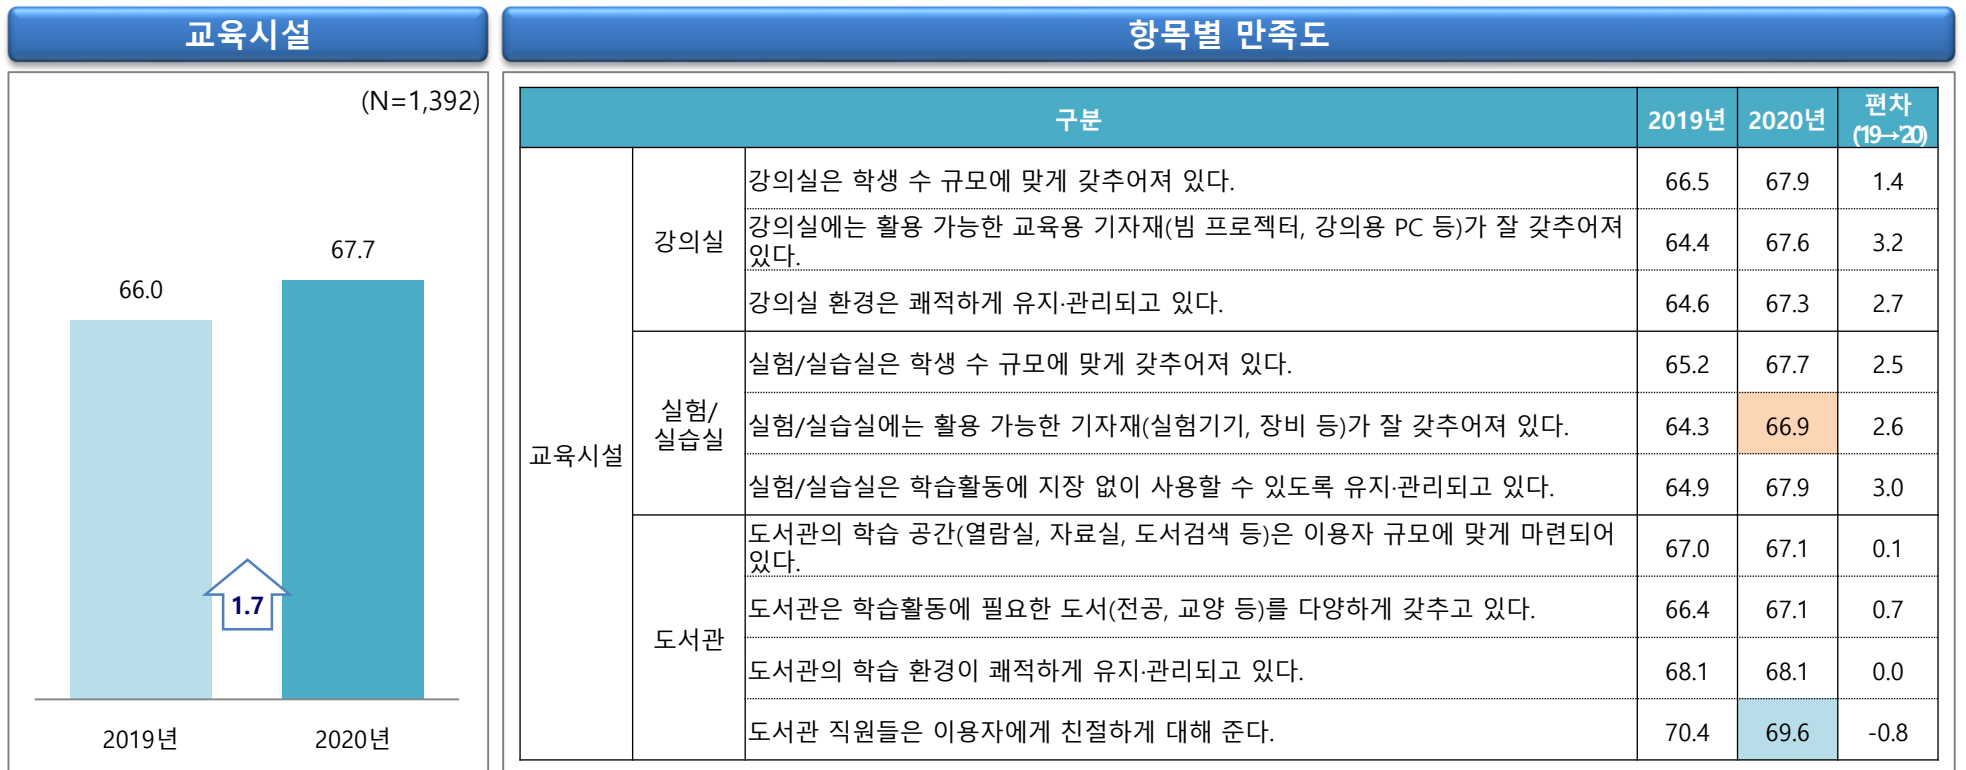 교육시설
항목별 만족도
(N=1,392)
66.0
67.7
1.7
2019년
2020년
구분 2019년 2020년 편차
('19→'20)
교육시설
강의실
강의실은 학생 수 규모에 맞게 갖추어져 있다. 66.5 67.9 1.4
강의실에는 활용 가능한 교육용 기자재(빔 프로젝터, 강의용 PC 등)가 잘 갖추어져
있다. 64.4 67.6 3.2
강의실 환경은 쾌적하게 유지·관리되고 있다. 64.6 67.3 2.7
실험/
실습실
실험/실습실은 학생 수 규모에 맞게 갖추어져 있다. 65.2 67.7 2.5
실험/실습실에는 활용 가능한 기자재(실험기기, 장비 등)가 잘 갖추어져 있다. 64.3 66.9 2.6
실험/실습실은 학습활동에 지장 없이 사용할 수 있도록 유지·관리되고 있다. 64.9 67.9 3.0
도서관
도서관의 학습 공간(열람실, 자료실, 도서검색 등)은 이용자 규모에 맞게 마련되어
있다. 67.0 67.1 0.1
도서관은 학습활동에 필요한 도서(전공, 교양 등)를 다양하게 갖추고 있다. 66.4 67.1 0.7
도서관의 학습 환경이 쾌적하게 유지·관리되고 있다. 68.1 68.1 0.0
도서관 직원들은 이용자에게 친절하게 대해 준다. 70.4 69.6 -0.8